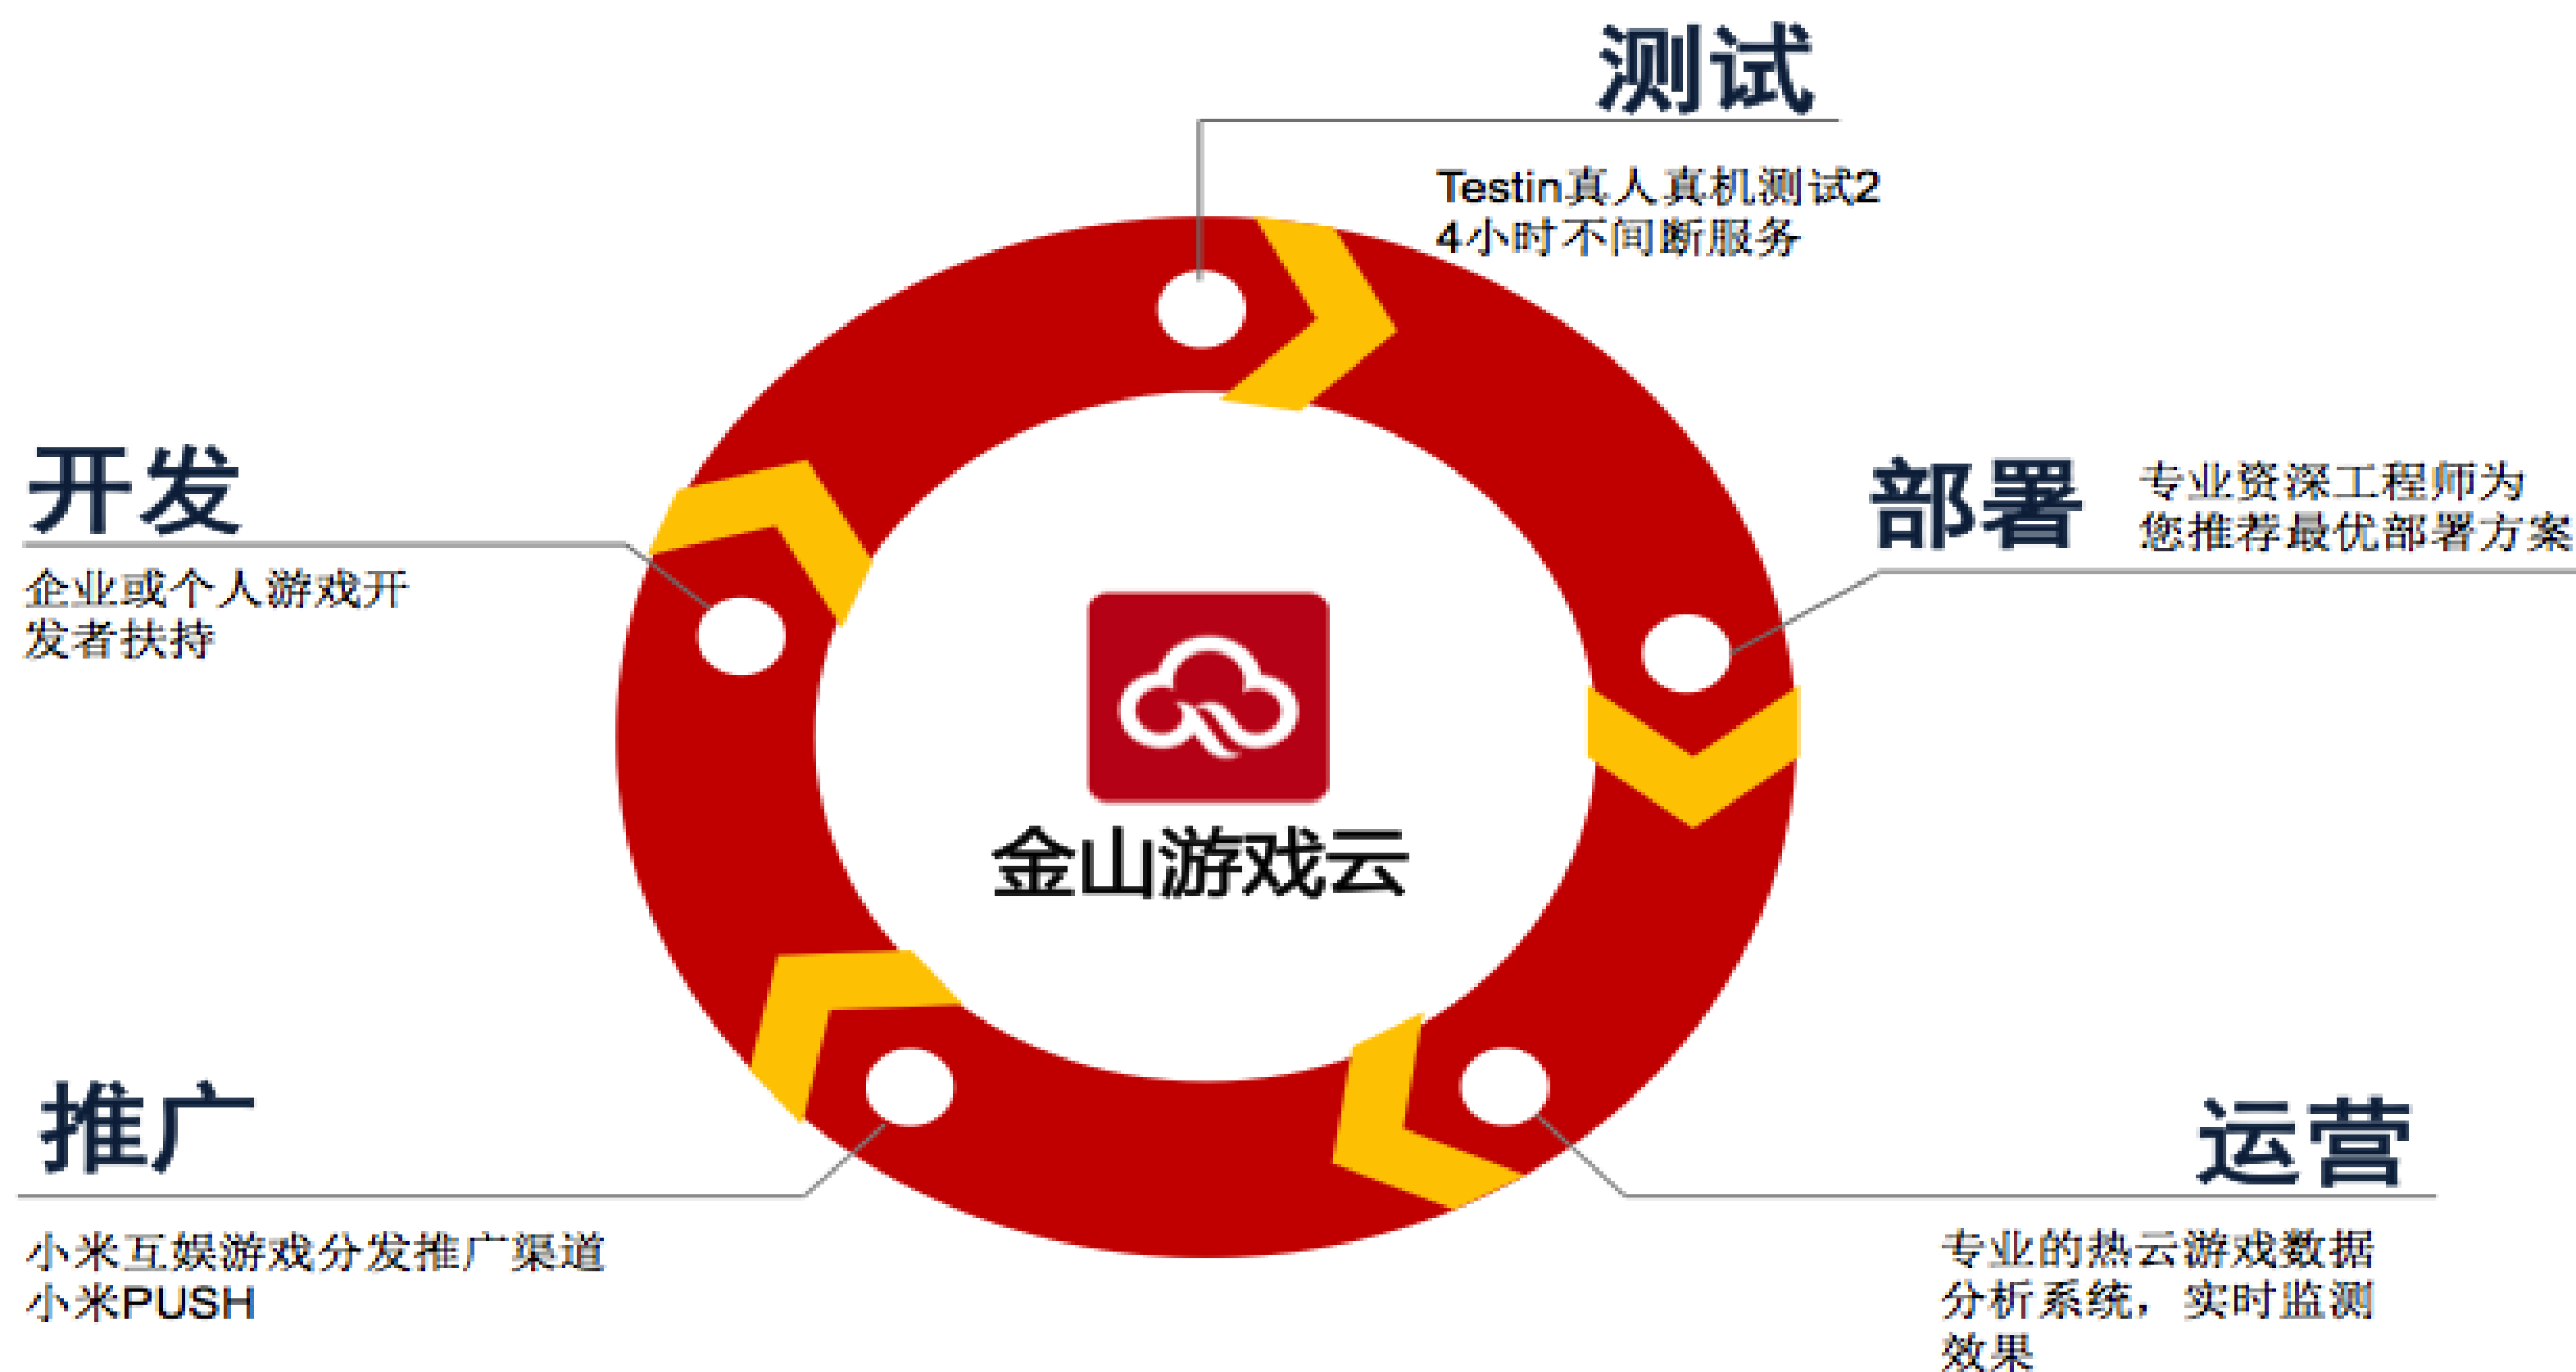 测试
Testin真人真机测试2
4小时不间断服务
开发
企业或个人游戏开
发者扶持
部署
专业资深工程师为
您推荐最优部署方案
金山游戏云
推广
小米互娱游戏分发推广渠道
小米PUSH
运营
专业的热云游戏数据
分析系统，实时监测
效果